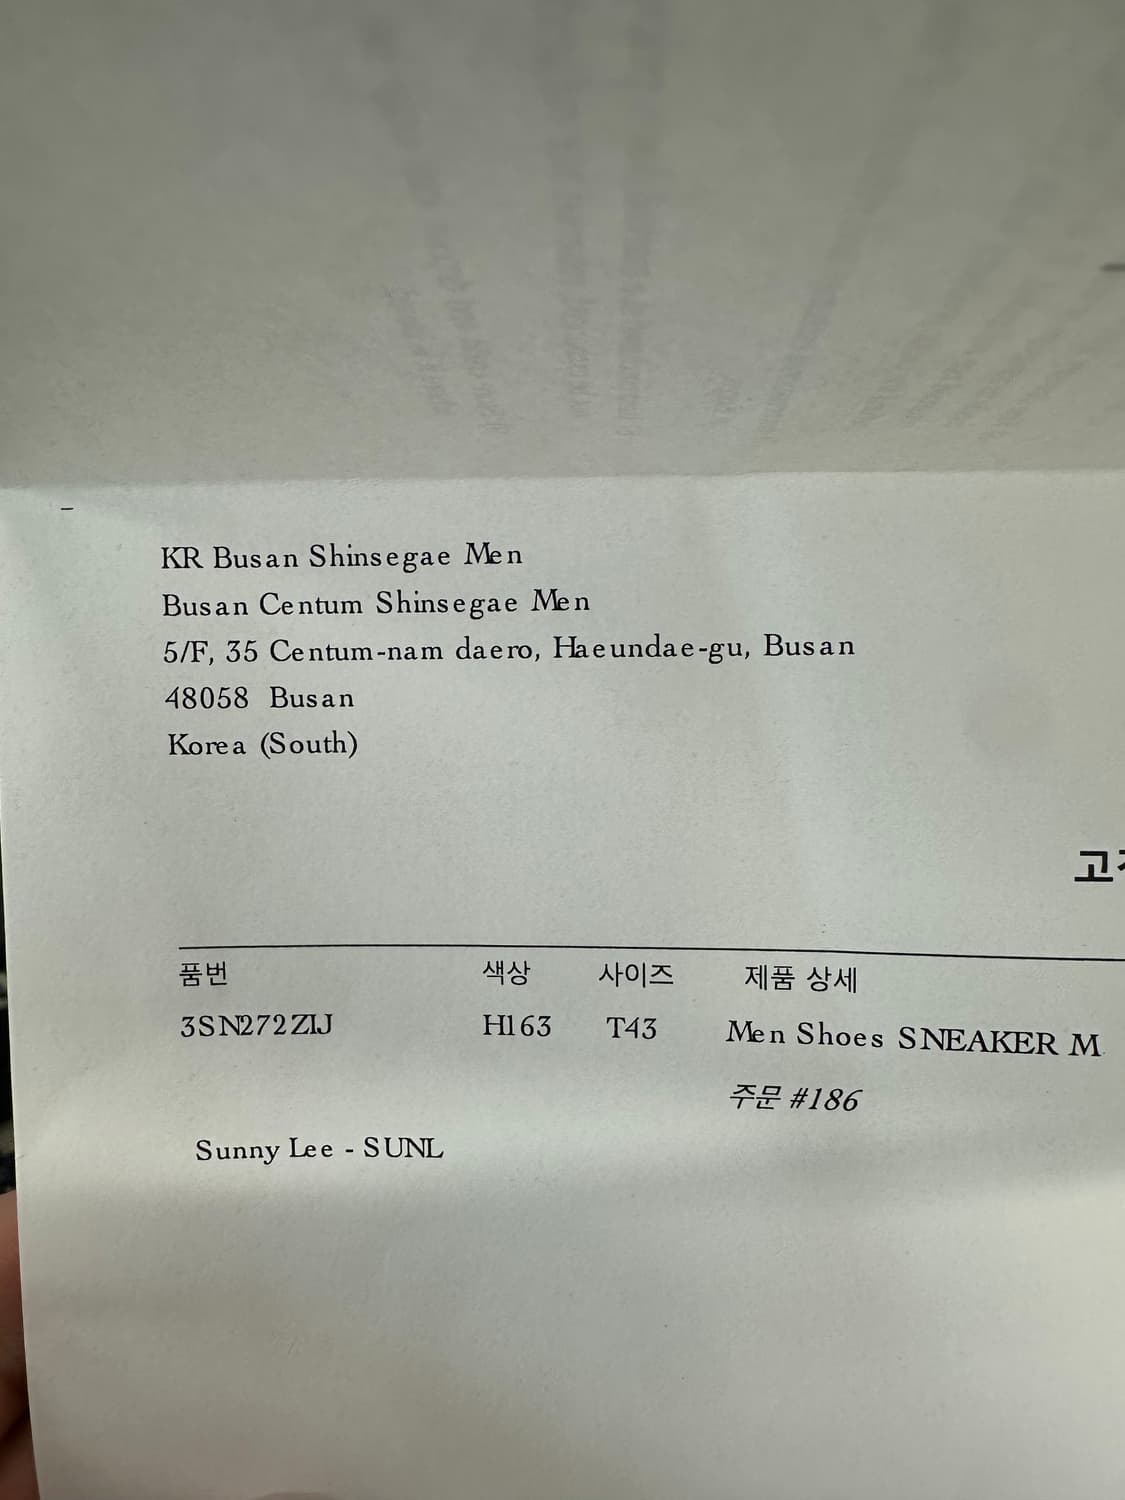 KR Busan Shinsegae Men
Busan Centum Shinsegae Men
5/F, 35 Centum-nam daero, Haeundae-gu, Busan
48058 Busan
Korea (South)
품번 색상 사이즈 제품 상세
3SN272ZIJ H163 T43 Men Shoes SNEAKER M
주문 #186
Sunny Lee - SUNL